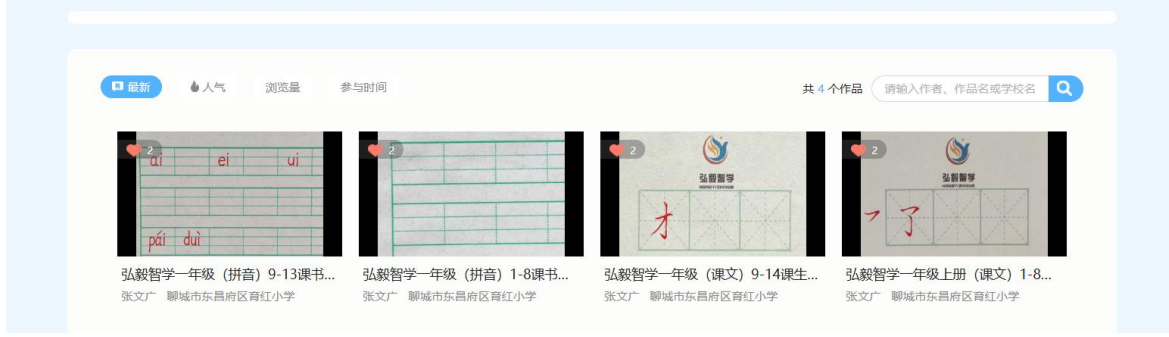 最新 人气 浏览量 参与时间 共 4 个作品 请输入作者、作品名或学校名
2 2 2 2
ai ei ui
pái duì
弘毅智学
才
弘毅智学
乛 了
弘毅智学一年级（拼音）9-13课书... 弘毅智学一年级（拼音）1-8课书... 弘毅智学一年级（课文）9-14课生... 弘毅智学一年级上册（课文）1-8...
张文广 聊城市东昌府区育红小学 张文广 聊城市东昌府区育红小学 张文广 聊城市东昌府区育红小学 张文广 聊城市东昌府区育红小学